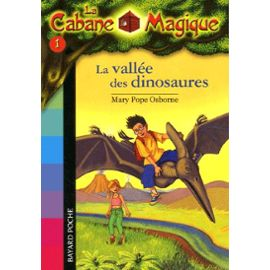 La
Cabane
Magique
1
La vallée
des dinosaures
Mary Pope Osborne
BAYARD POCHE